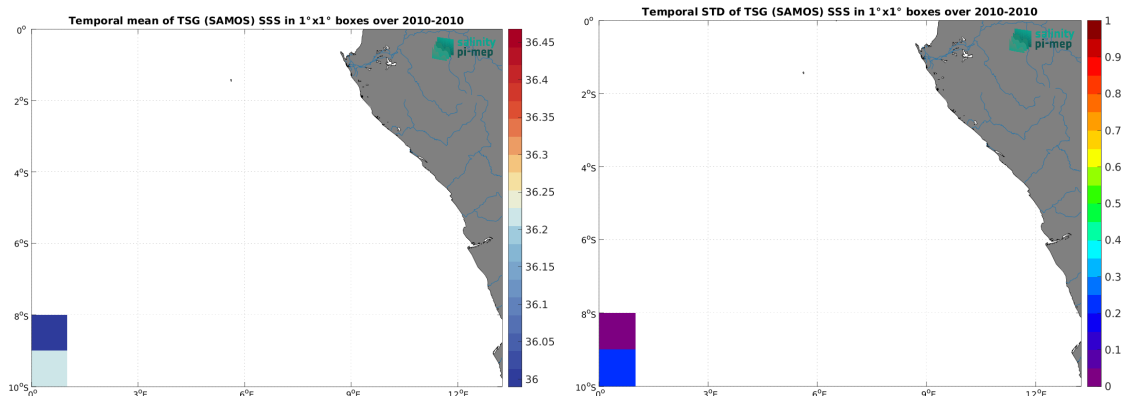 Temporal mean of TSG (SAMOS) SSS in 1°x1° boxes over 2010-2010
0°
2°S
4°S
6°S
8°S
10°S
0°
3°E
6°E
9°E
12°E
salinity
pi-mep
36.45
36.4
36.35
36.3
36.25
36.2
36.15
36.1
36.05
36
Temporal STD of TSG (SAMOS) SSS in 1°x1° boxes over 2010-2010
0°
2°S
4°S
6°S
8°S
10°S
0°
3°E
6°E
9°E
12°E
salinity
pi-mep
1
0.9
0.8
0.7
0.6
0.5
0.4
0.3
0.2
0.1
0